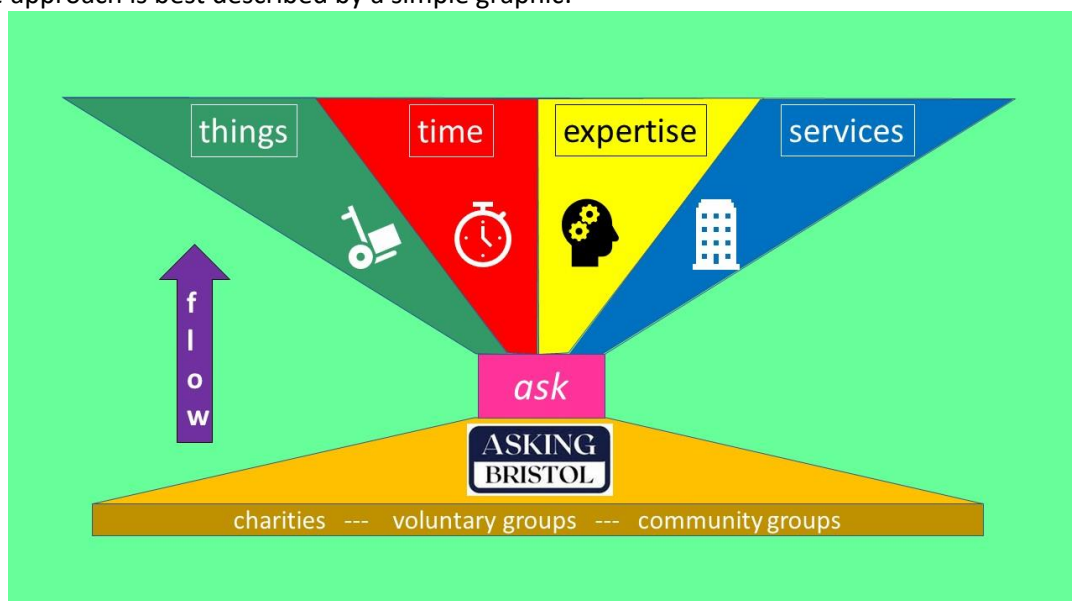 approach is best described by a simple graphic.
things time expertise services
flow
ask
ASKING
BRISTOL
charities --- voluntary groups --- community groups